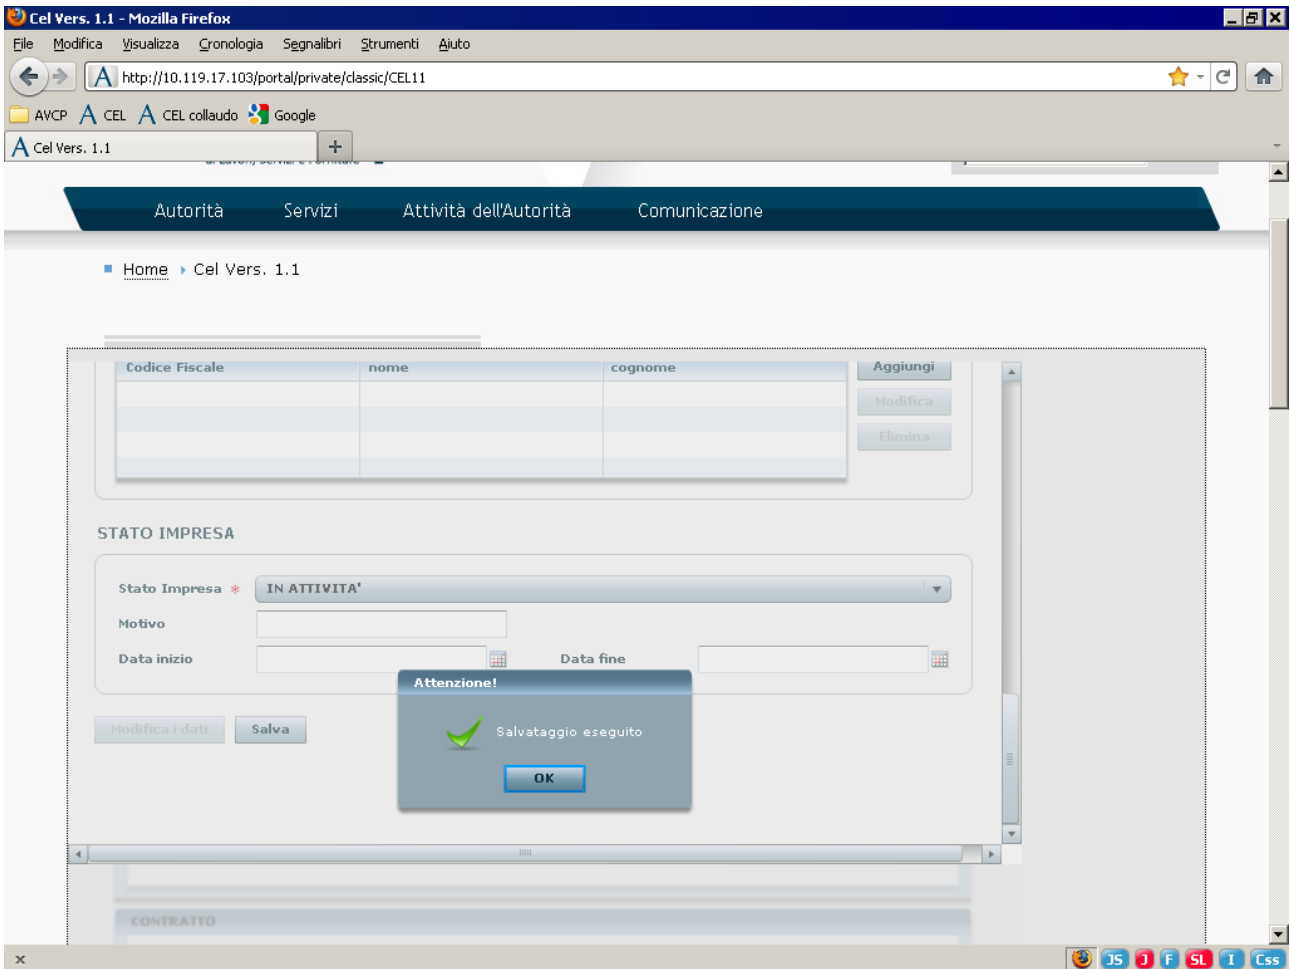 Cel Vers. 1.1 - Mozilla Firefox
File Modifica Visualizza Cronologia Segnalibri Strumenti Aiuto
http://10.119.17.103/portal/private/classic/CEL11
AVCP CEL CEL collaudo Google
Cel Vers. 1.1
Autorità Servizi Attività dell'Autorità Comunicazione
Home Cel Vers. 1.1
Codice Fiscale nome cognome Aggiungi
Modifica
Elimina
STATO IMPRESA
Stato Impresa * IN ATTIVITA'
Motivo
Data inizio Data fine
Attenzione!
Modifica i dati Salva
Salvataggio eseguito
OK
CONTRATTO
x JS J F SL I Css